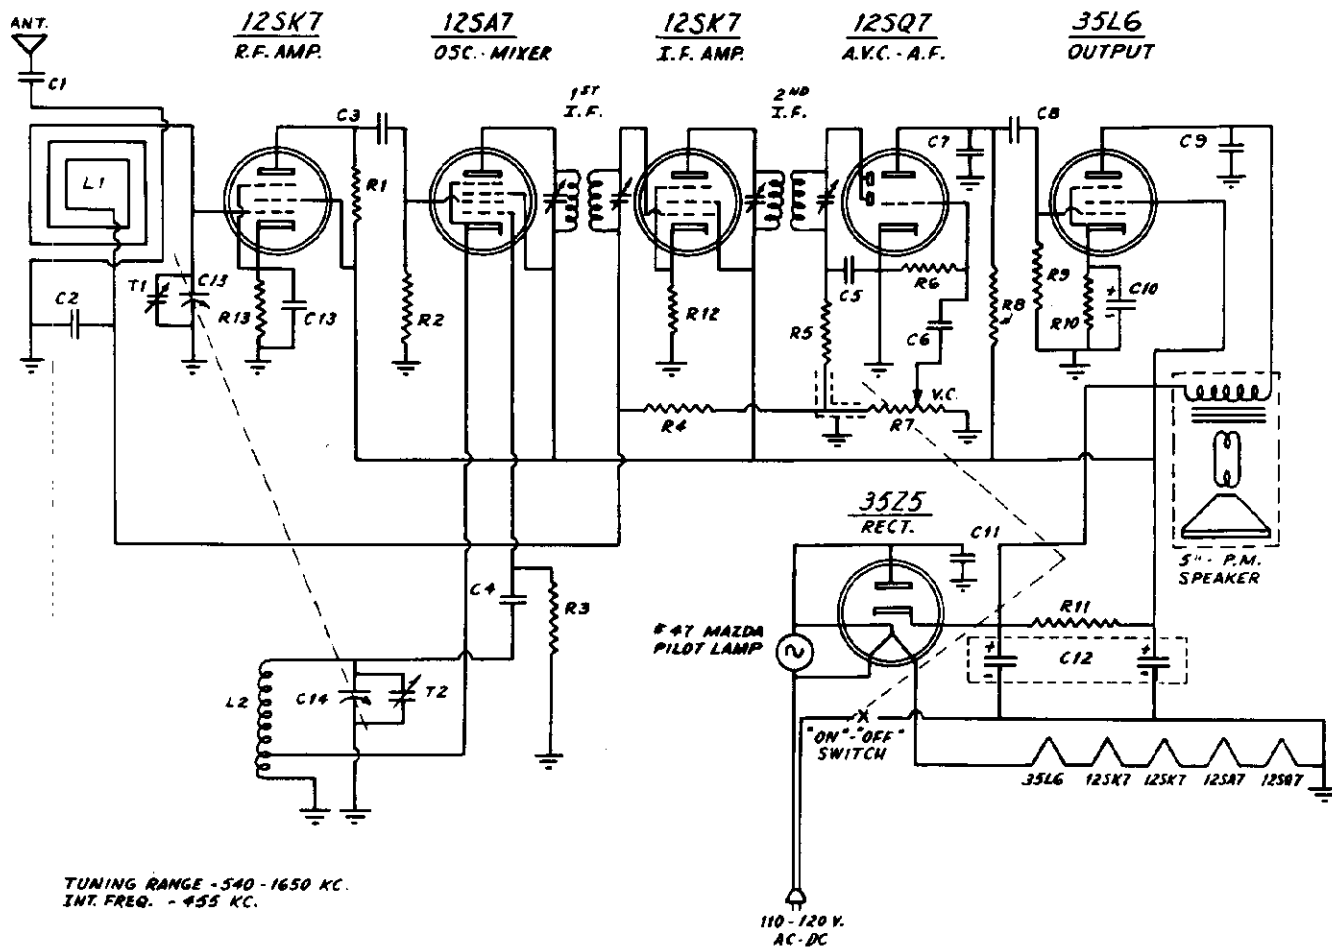 ANT.
12SK7
R.F. AMP.
12SA7
OSC.-MIXER
12SK7
I.F. AMP.
12SQ7
A.V.C.-A.F.
35L6
OUTPUT
C1
1ST
I.F.
2ND
I.F.
C3
C7
C8
C9
L1
R1
C2
T1
C13
R13
C13
R2
R12
C5
R6
R5
C6
R8
R9
R10
C10
V.C.
R4
R7
35Z5
RECT.
C11
5" - P.M.
SPEAKER
C4
R3
R11
#47 MAZDA
PILOT LAMP
C12
L2
C14
T2
"ON"-"OFF"
SWITCH
35L6
12SK7
12SK7
12SA7
12SQ7
TUNING RANGE - 540 - 1650 KC.
INT. FREQ. - 455 KC.
110-120 V.
AC-DC